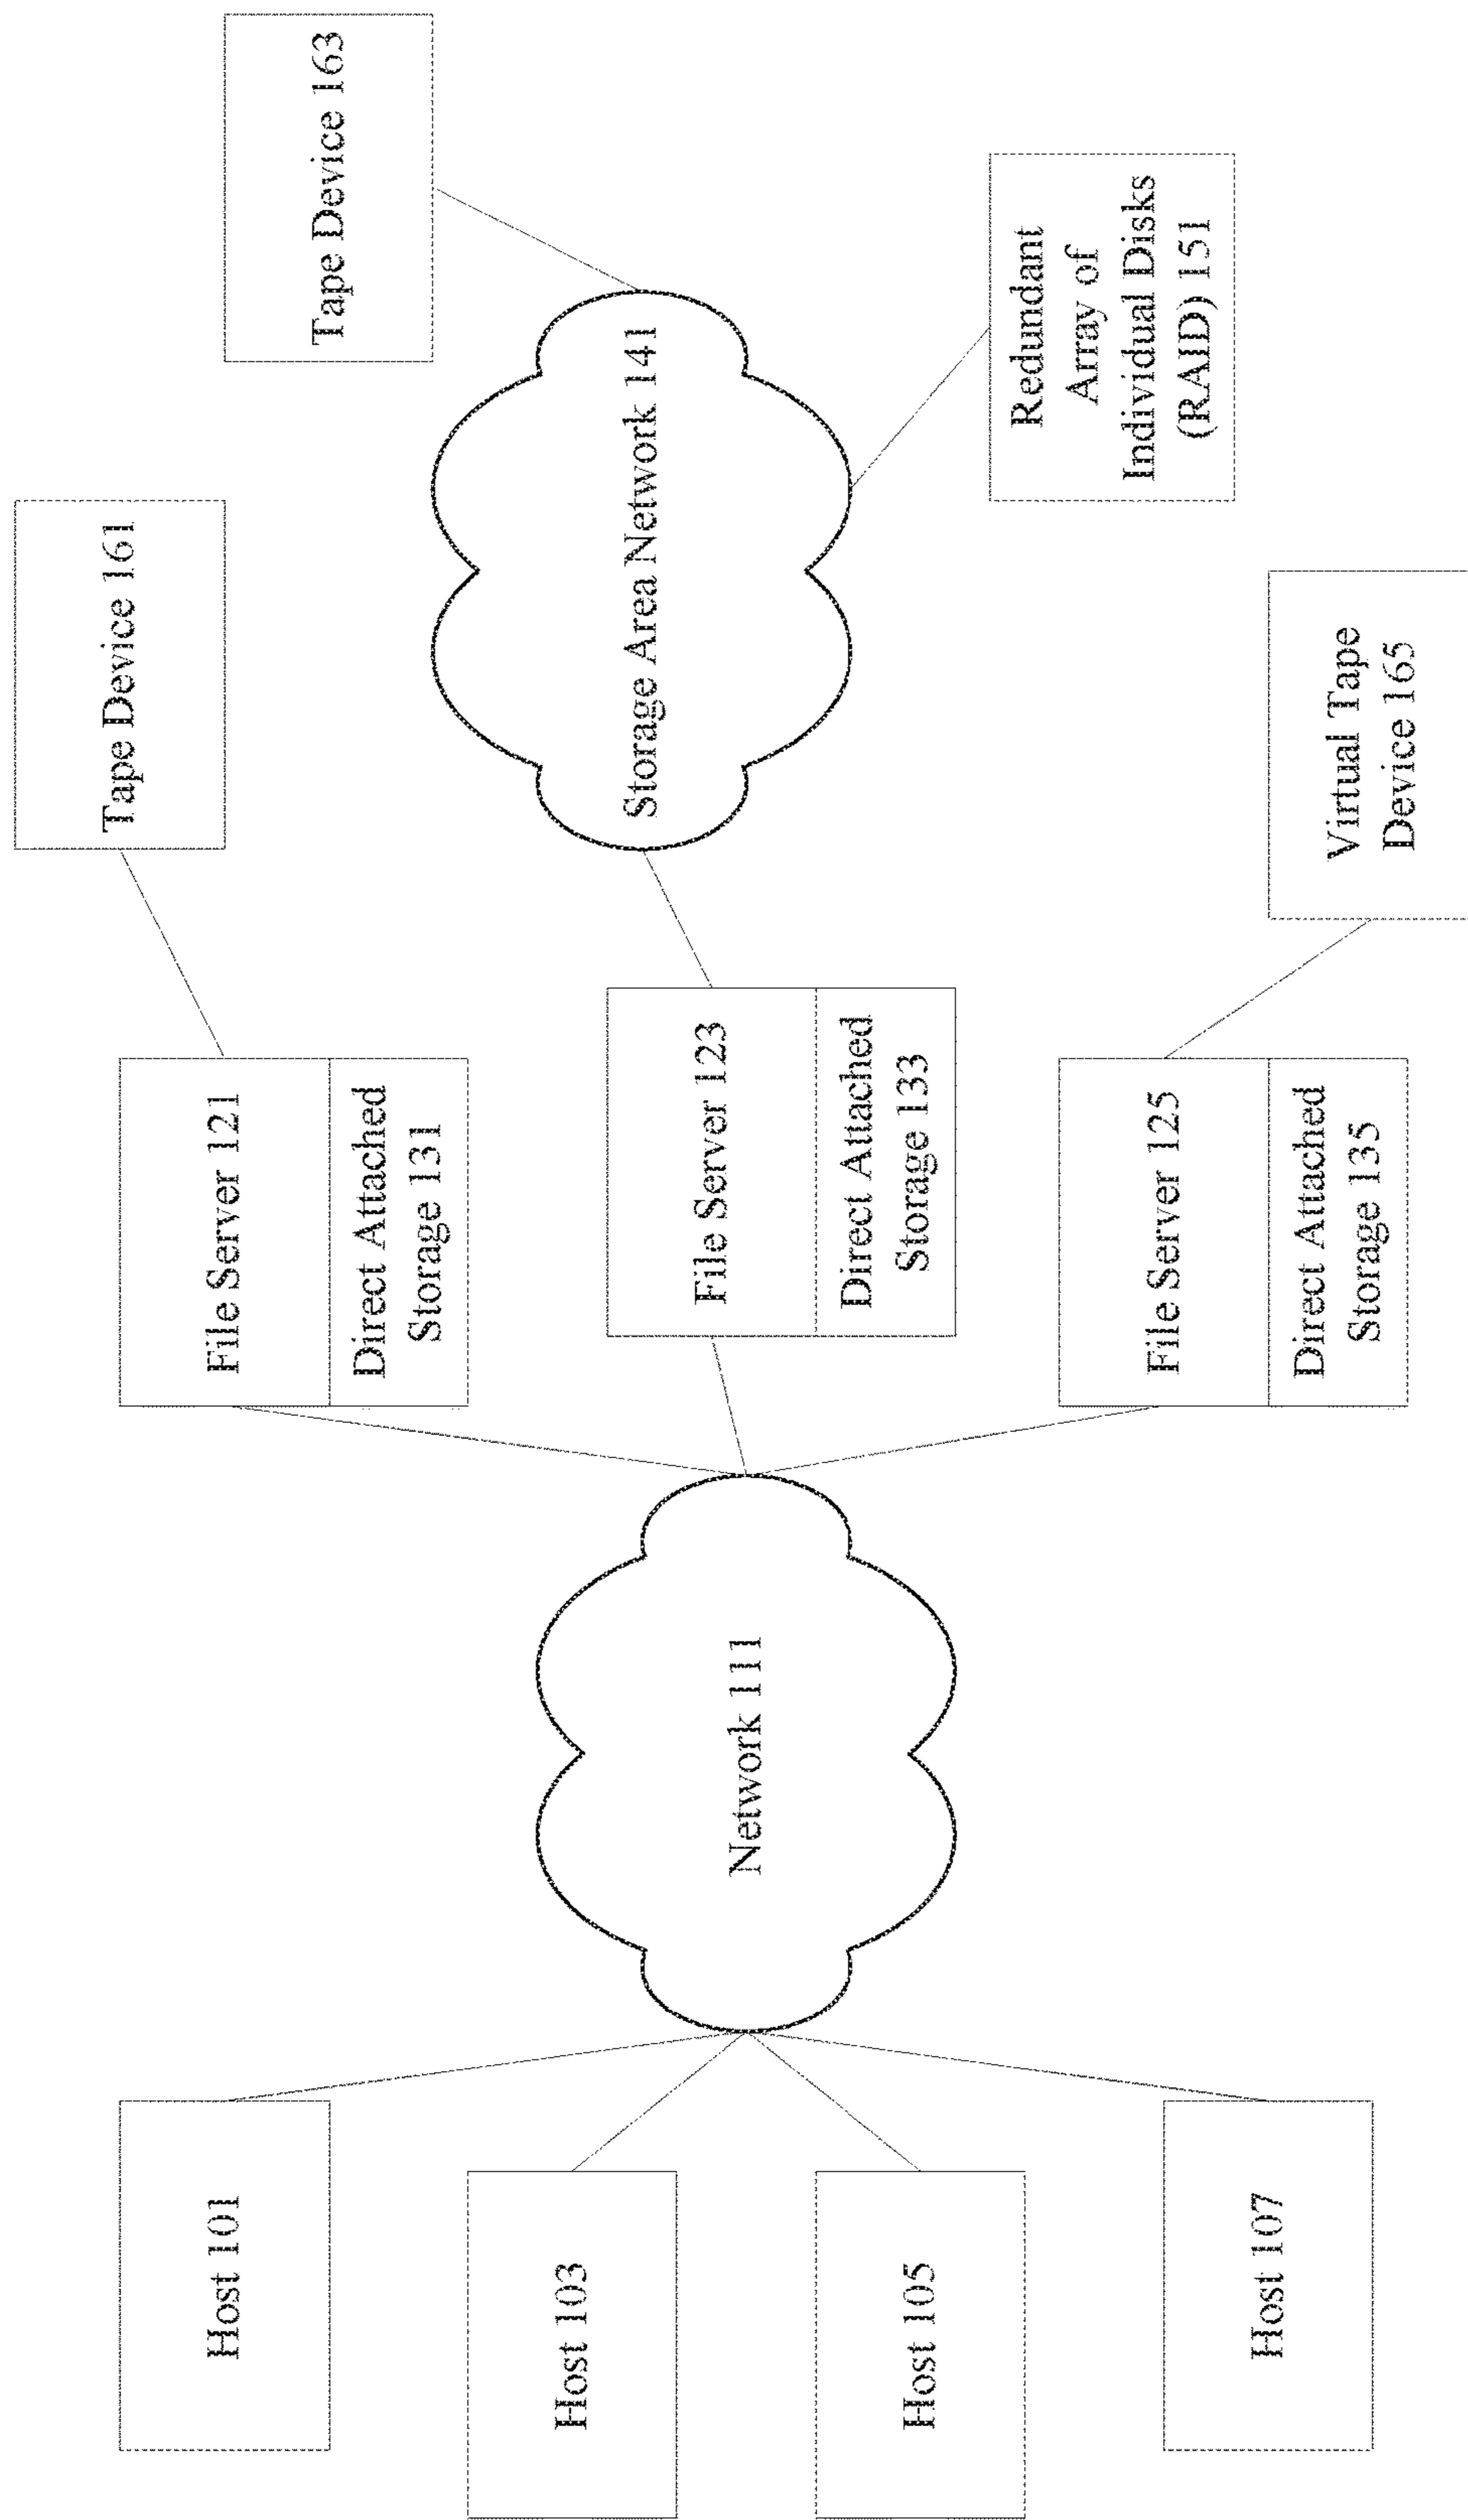 Host 101
Host 103
Host 105
Host 107
Network 111
File Server 121
Direct Attached
Storage 131
File Server 123
Direct Attached
Storage 133
File Server 125
Direct Attached
Storage 135
Tape Device 161
Storage Area Network 141
Virtual Tape
Device 165
Tape Device 163
Redundant
Array of
Individual Disks
(RAID) 151